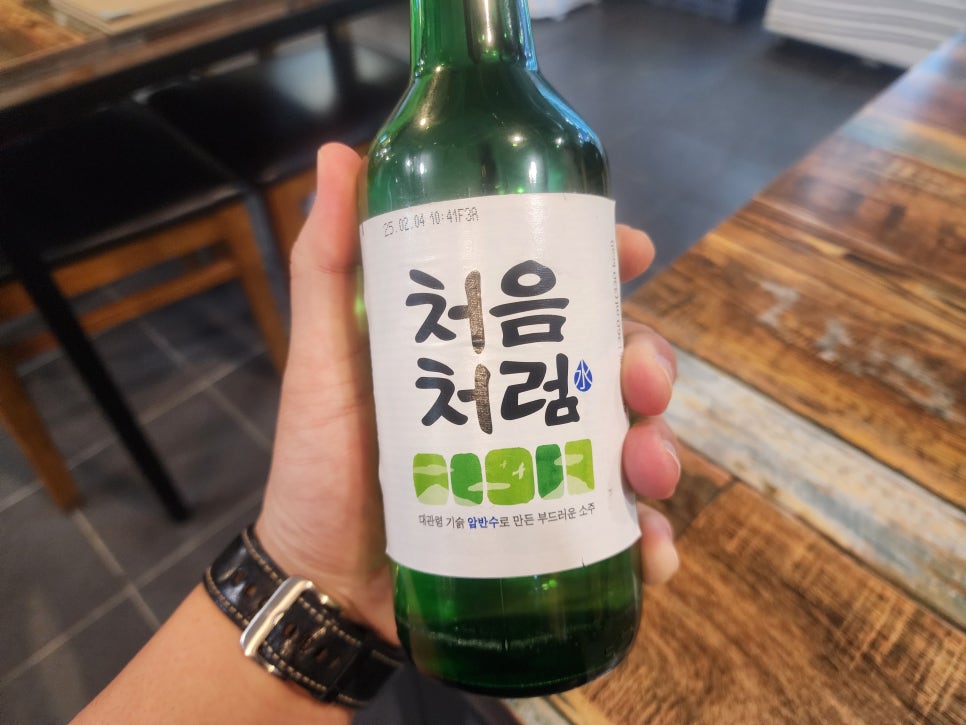 25.02.04 10:41F3A
처음
처럼
水
대관령 기슭 암반수로 만든 부드러운 소주